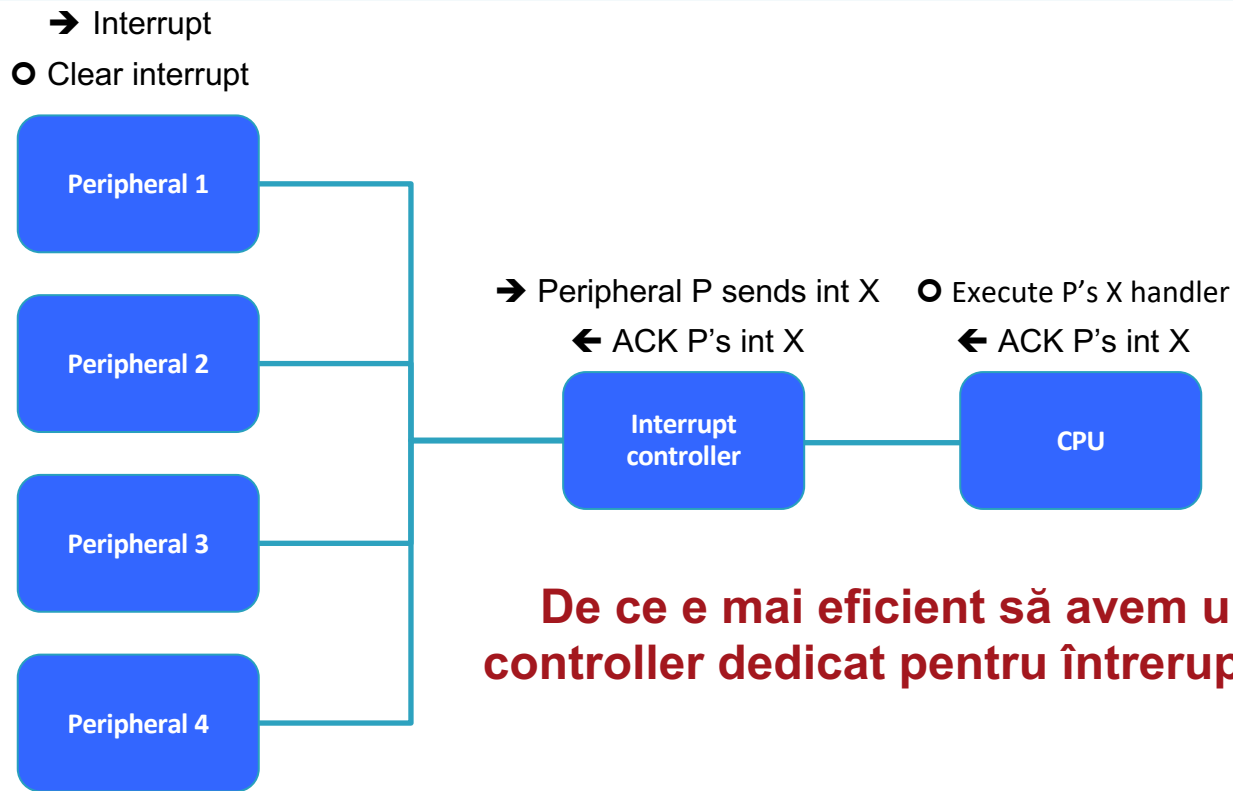 ➔ Interrupt
O Clear interrupt
Peripheral 1
Peripheral 2
Peripheral 3
Peripheral 4
➔ Peripheral P sends int X
🡸 ACK P's int X
Interrupt
controller
O Execute P's X handler
🡸 ACK P's int X
CPU
De ce e mai eficient să avem u
controller dedicat pentru întrerup